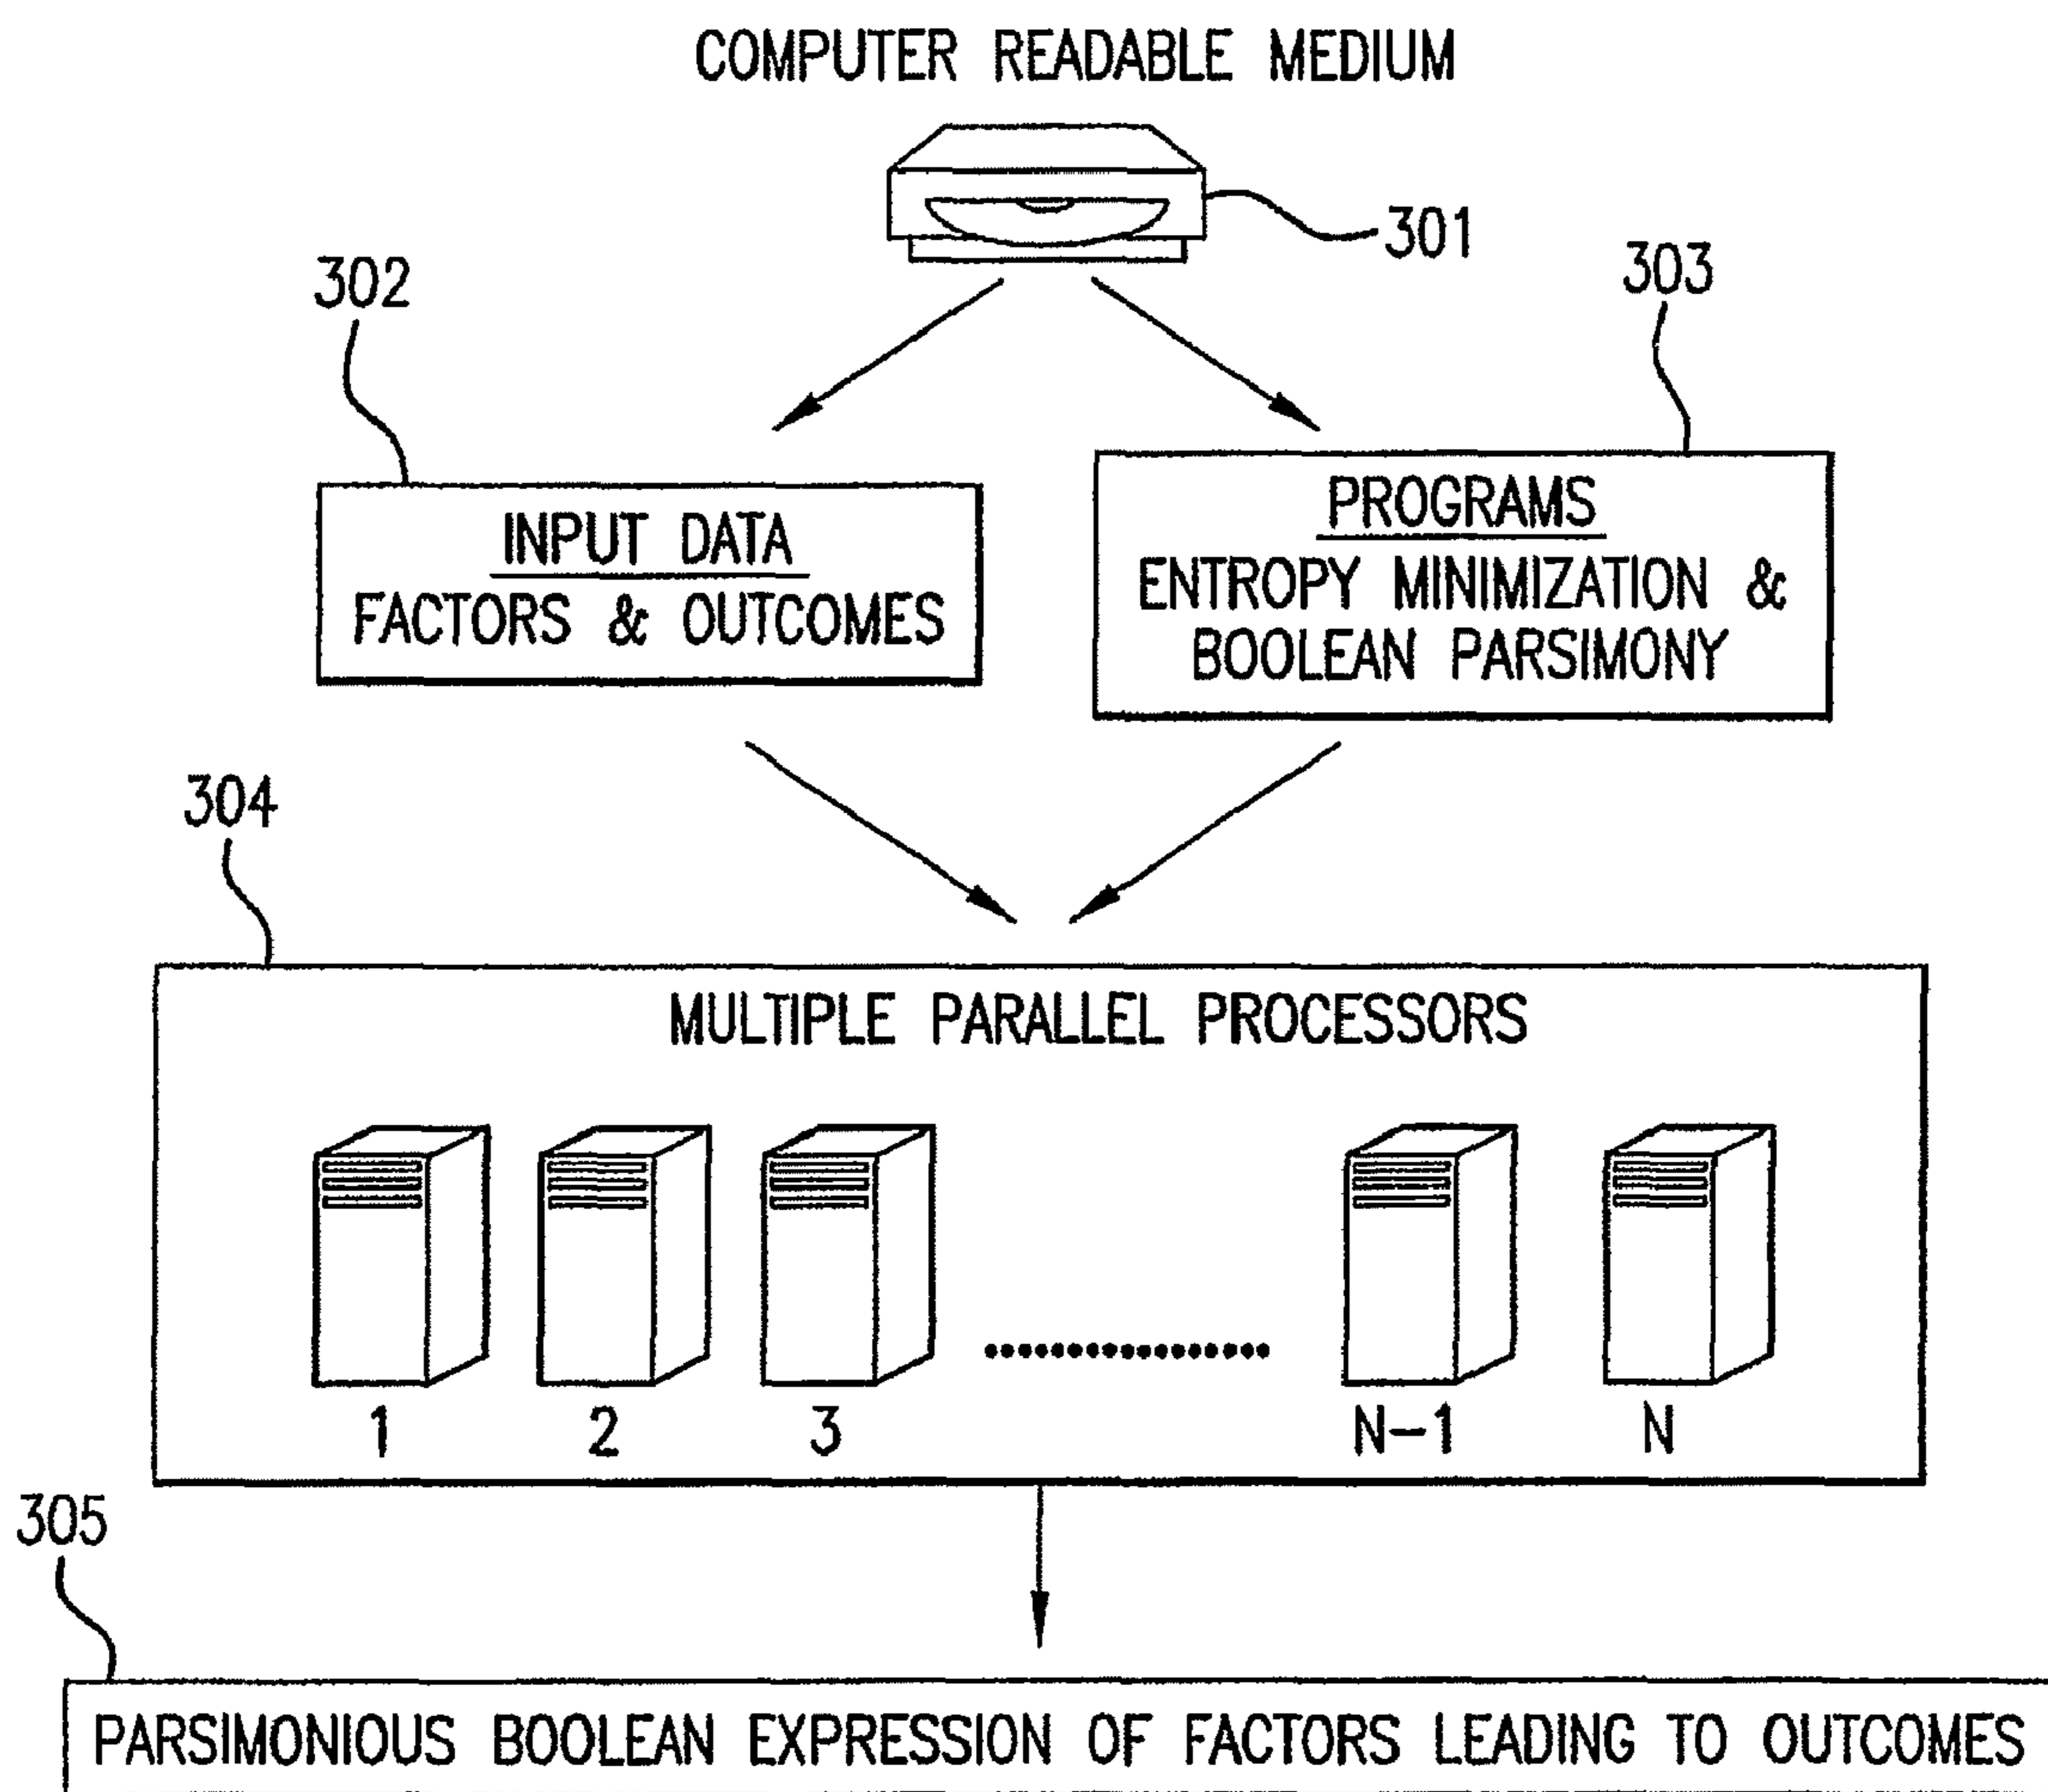 COMPUTER READABLE MEDIUM
301
302
303
INPUT DATA
FACTORS & OUTCOMES
PROGRAMS
ENTROPY MINIMIZATION &
BOOLEAN PARSIMONY
304
MULTIPLE PARALLEL PROCESSORS
1 2 3 N-1 N
305
PARSIMONIOUS BOOLEAN EXPRESSION OF FACTORS LEADING TO OUTCOMES